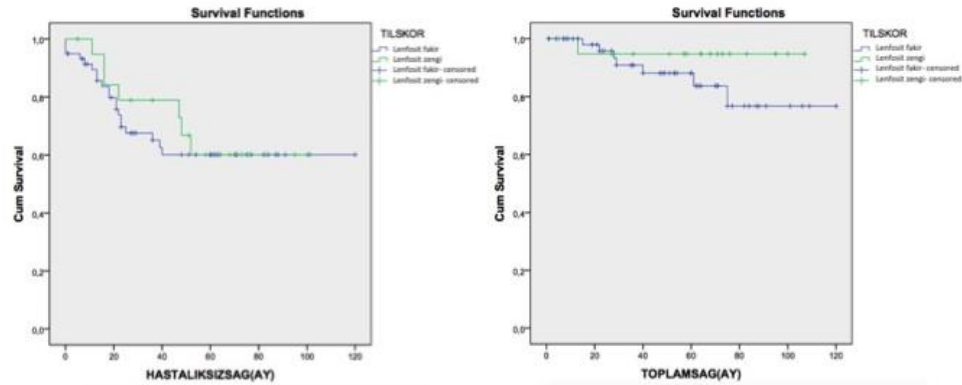 Survival Functions
TILSKOR
Lenfosit fakir
Lenfosit zengi
Lenfosit fakir- censored
Lenfosit zengi- censored
Cum Survival
1,0
0,8
0,6
0,4
0,2
0,0
0 20 40 60 80 100 120
HASTALIKSIZSAG(AY)
Survival Functions
TILSKOR
Lenfosit fakir
Lenfosit zengi
Lenfosit fakir- censored
Lenfosit zengi- censored
Cum Survival
1,0
0,8
0,6
0,4
0,2
0,0
0 20 40 60 80 100 120
TOPLAMSAG(AY)